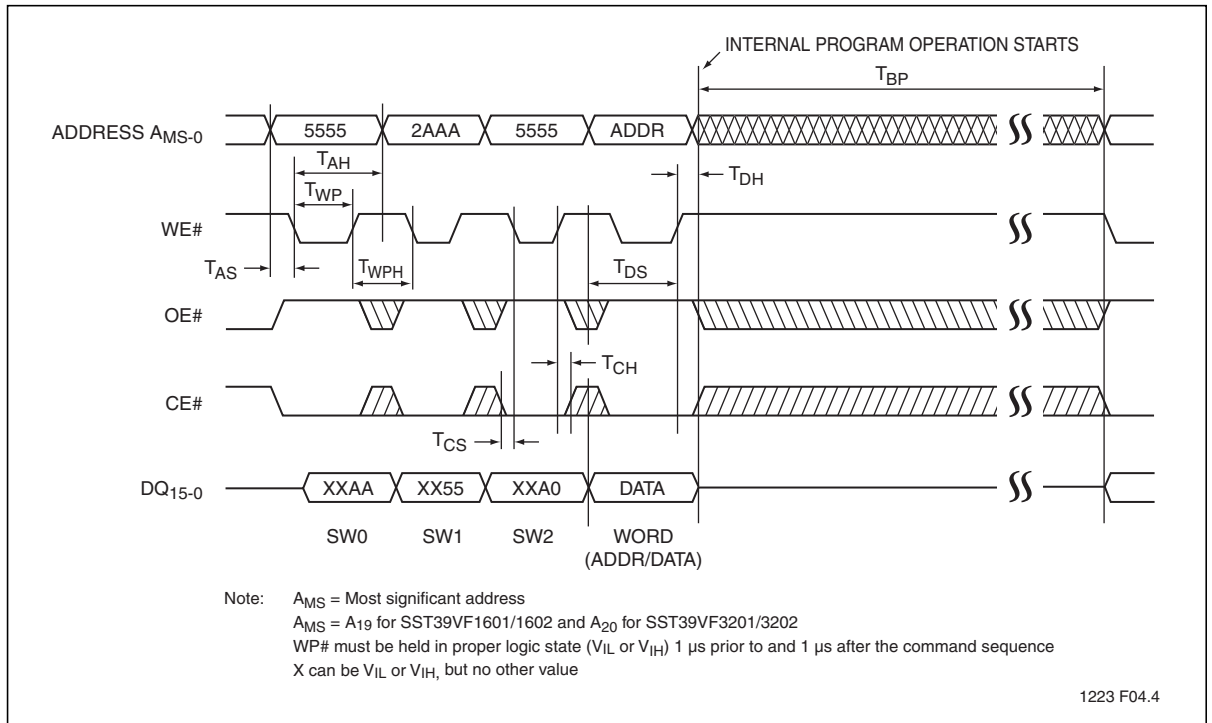 INTERNAL PROGRAM OPERATION STARTS
TBP
ADDRESS AMS-0
5555 2AAA 5555 ADDR
TAH
TDH
TWP
WE#
TAS
TWPH
TDS
OE#
TCH
CE#
TCS
DQ15-0
XXAA XX55 XXA0 DATA
SW0 SW1 SW2 WORD
(ADDR/DATA)
Note: AMS = Most significant address
AMS = A19 for SST39VF1601/1602 and A20 for SST39VF3201/3202
WP# must be held in proper logic state (VIL or VIH) 1 µs prior to and 1 µs after the command sequence
X can be VIL or VIH, but no other value
1223 F04.4